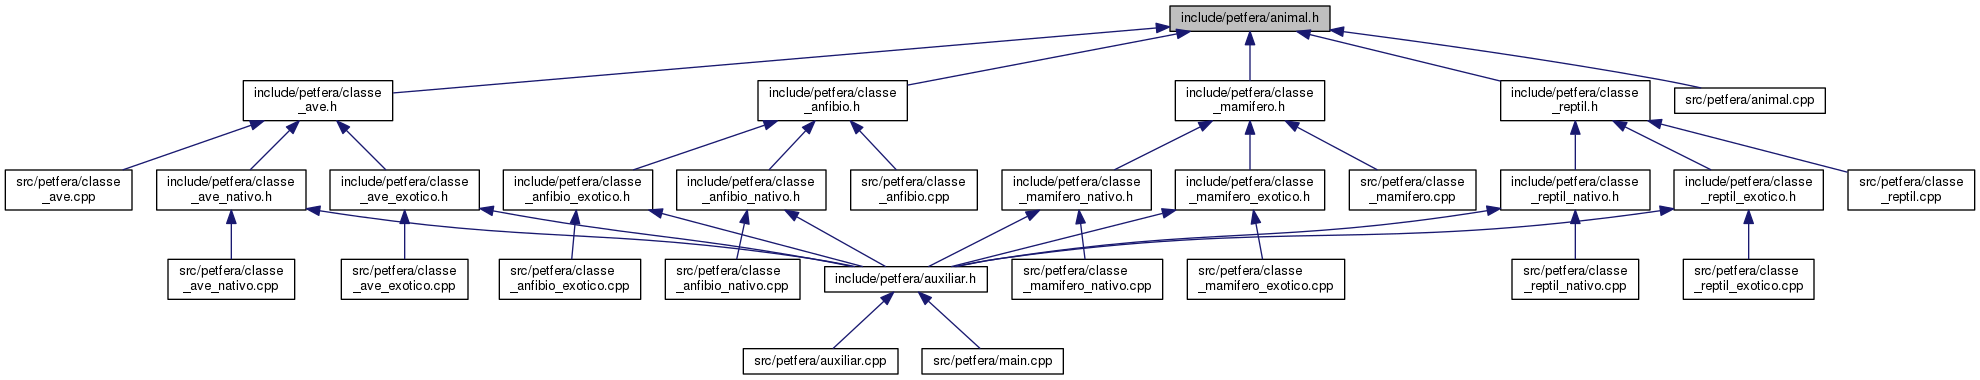 include/petfera/animal.h
include/petfera/classe
_ave.h
include/petfera/classe
_anfibio.h
include/petfera/classe
_mamifero.h
include/petfera/classe
_reptil.h
src/petfera/animal.cpp
src/petfera/classe
_ave.cpp
include/petfera/classe
_ave_nativo.h
include/petfera/classe
_ave_exotico.h
include/petfera/classe
_anfibio_exotico.h
include/petfera/classe
_anfibio_nativo.h
src/petfera/classe
_anfibio.cpp
include/petfera/classe
_mamifero_nativo.h
include/petfera/classe
_mamifero_exotico.h
src/petfera/classe
_mamifero.cpp
include/petfera/classe
_reptil_nativo.h
include/petfera/classe
_reptil_exotico.h
src/petfera/classe
_reptil.cpp
src/petfera/classe
_ave_nativo.cpp
src/petfera/classe
_ave_exotico.cpp
src/petfera/classe
_anfibio_exotico.cpp
src/petfera/classe
_anfibio_nativo.cpp
include/petfera/auxiliar.h
src/petfera/classe
_mamifero_nativo.cpp
src/petfera/classe
_mamifero_exotico.cpp
src/petfera/classe
_reptil_nativo.cpp
src/petfera/classe
_reptil_exotico.cpp
src/petfera/auxiliar.cpp
src/petfera/main.cpp